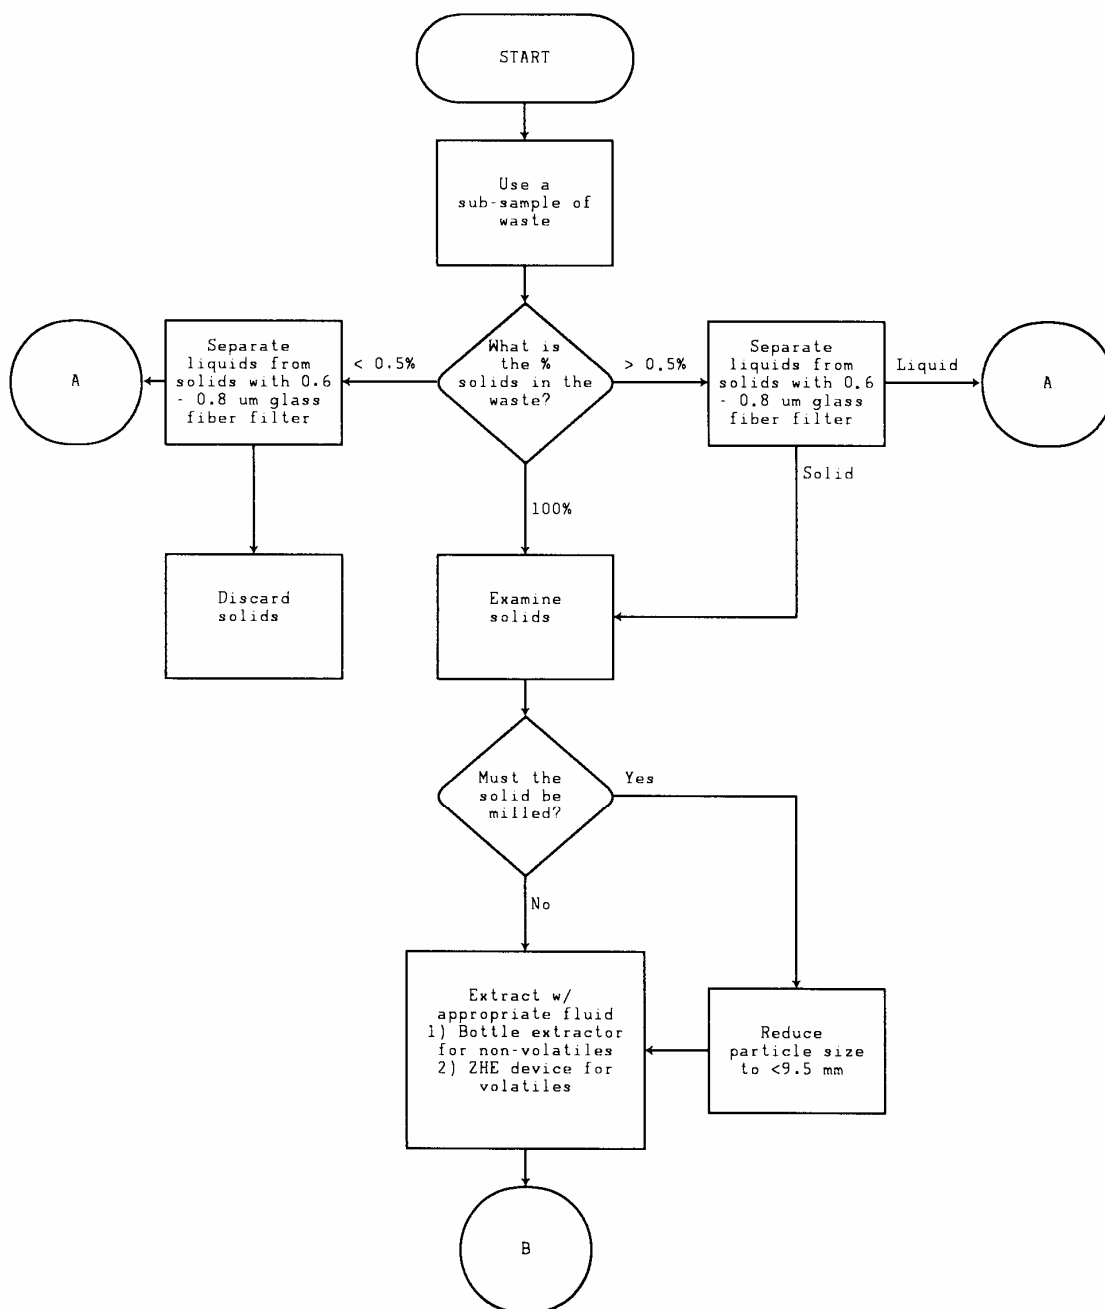 START
Use a
sub-sample of
waste
What is
the %
solids in the
waste?
< 0.5%
> 0.5%
Separate
liquids from
solids with 0.6
- 0.8 um glass
fiber filter
A
Separate
liquids from
solids with 0.6
- 0.8 um glass
fiber filter
Liquid
A
Solid
100%
Discard
solids
Examine
solids
Must the
solid be
milled?
Yes
No
Extract w/
appropriate fluid
1) Bottle extractor
for non-volatiles
2) ZHE device for
volatiles
Reduce
particle size
to <9.5 mm
B